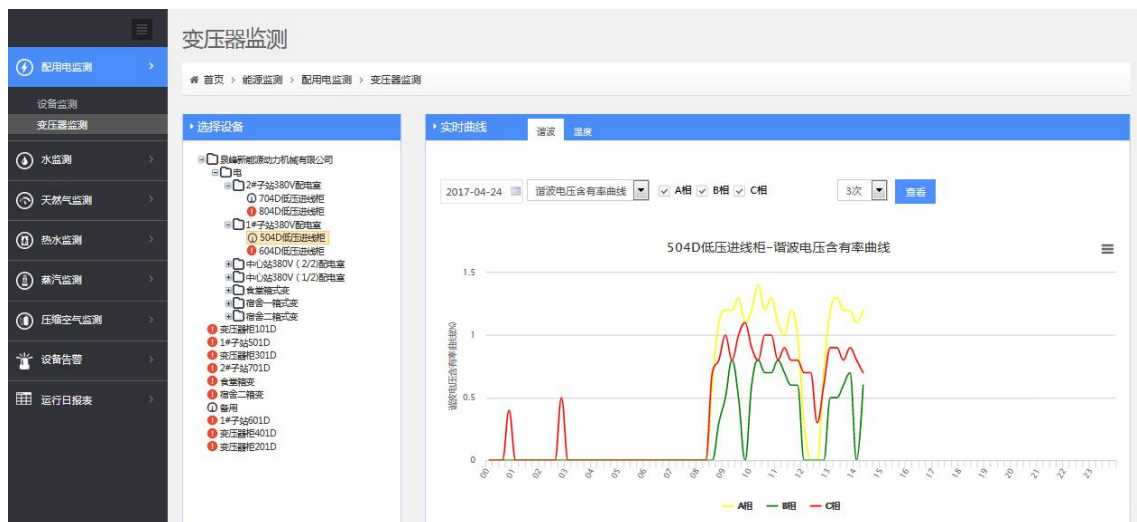 变压器监测
首页 > 能源监测 > 配用电监测 > 变压器监测
配用电监测
设备监测
变压器监测
水监测
天然气监测
热水监测
蒸汽监测
压缩空气监测
设备告警
运行日报表
选择设备
泉峰新能源动力机械有限公司
电
2#子站380V配电室
704D低压进线柜
804D低压进线柜
1#子站380V配电室
504D低压进线柜
604D低压进线柜
中心站380V（2/2)配电室
中心站380V（1/2)配电室
食堂箱式变
宿舍一箱式变
宿舍二箱式变
变压器柜101D
1#子站501D
变压器柜301D
2#子站701D
食堂箱变
宿舍二箱变
备用
1#子站601D
变压器柜401D
变压器柜201D
实时曲线 谐波 温度
2017-04-24 谐波电压含有率曲线 A相 B相 C相 3次 查看
504D低压进线柜-谐波电压含有率曲线
谐波电压含有率曲线(%)
1.5
1
0.5
0
00 01 02 03 04 05 06 07 08 09 10 11 12 13 14 15 16 17 18 19 20 21 22 23
A相 B相 C相